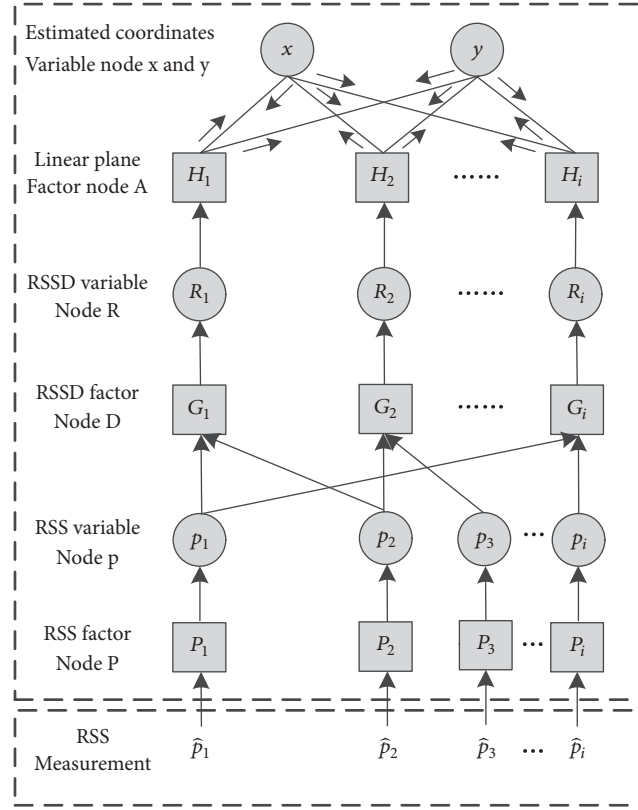 Estimated coordinates
Variable node x and y
x
y
Linear plane
Factor node A
H₁
H₂
······
Hᵢ
RSSD variable
Node R
R₁
R₂
······
Rᵢ
RSSD factor
Node D
G₁
G₂
······
Gᵢ
RSS variable
Node p
p₁
p₂
p₃
···
pᵢ
RSS factor
Node P
P₁
P₂
P₃
···
Pᵢ
RSS
Measurement
p̂₁
p̂₂
p̂₃
···
p̂ᵢ